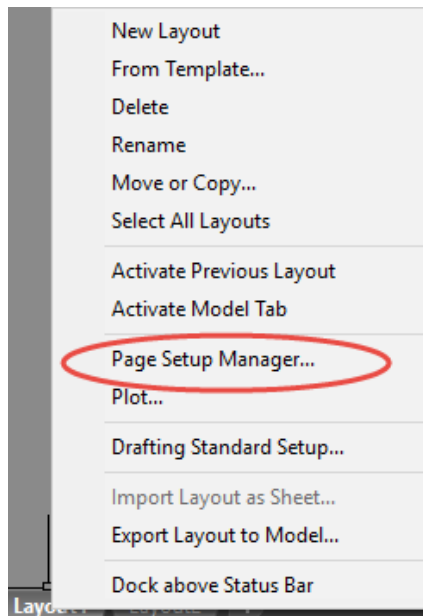 New Layout
From Template...
Delete
Rename
Move or Copy...
Select All Layouts
Activate Previous Layout
Activate Model Tab
Page Setup Manager...
Plot...
Drafting Standard Setup...
Import Layout as Sheet...
Export Layout to Model...
Dock above Status Bar